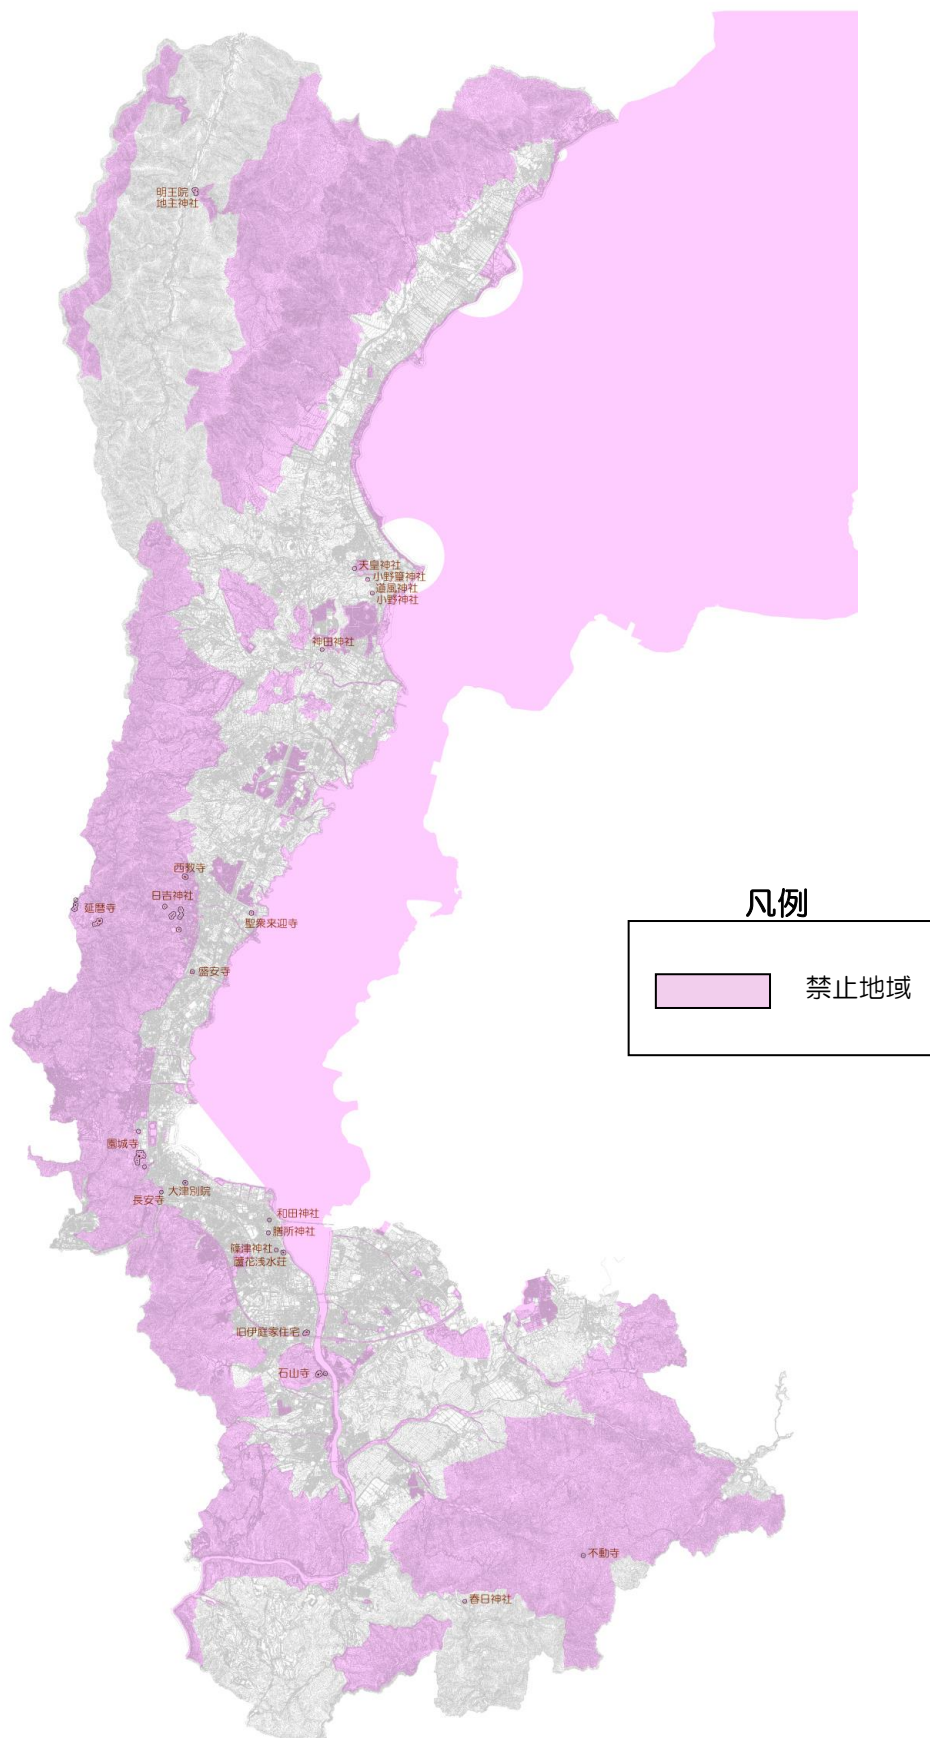 明王院
地主神社
天皇神社
小野篁神社
道風神社
小野神社
神田神社
西教寺
日吉神社
延暦寺
聖衆来迎寺
盛安寺
凡例
禁止地域
園城寺
大津別院
長安寺
和田神社
膳所神社
篠津神社
蘆花浅水荘
旧伊庭家住宅
石山寺
不動寺
春日神社